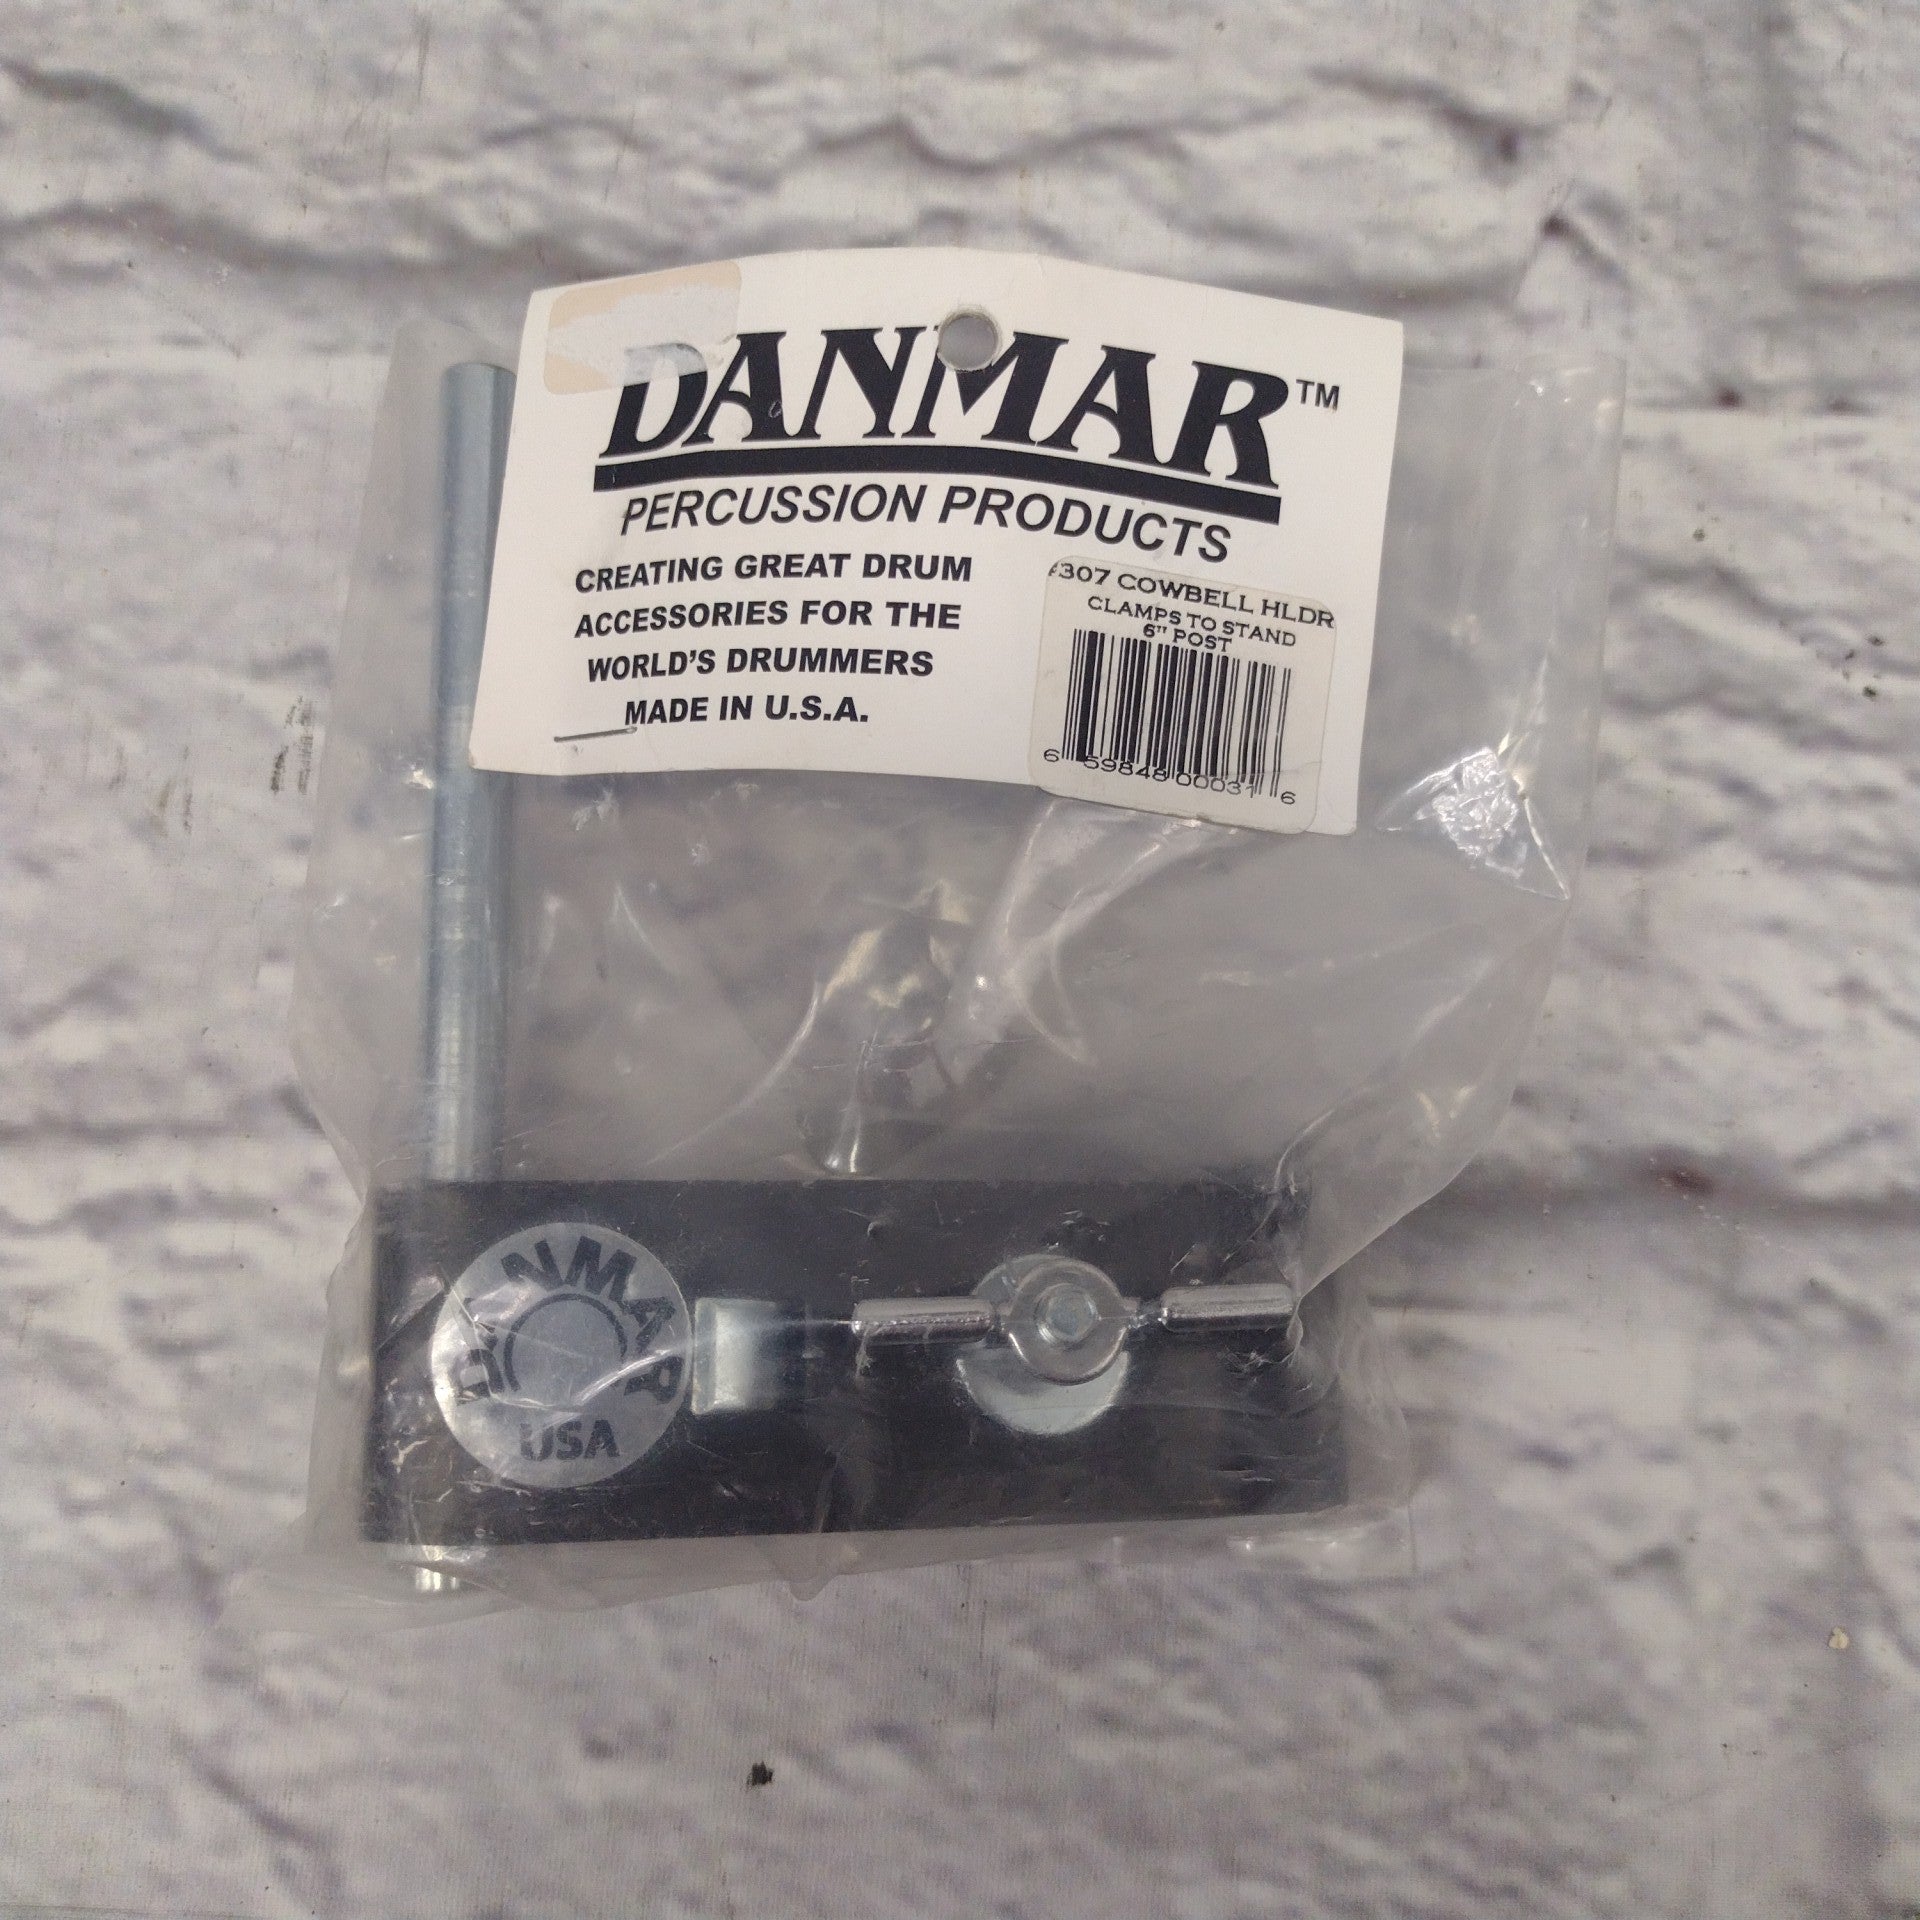 DANMAR™
PERCUSSION PRODUCTS
CREATING GREAT DRUM
ACCESSORIES FOR THE
WORLD'S DRUMMERS
MADE IN U.S.A.
#307 COWBELL HLDR
CLAMPS TO STAND
6" POST
6 59848 00031 6
DANMAR
USA